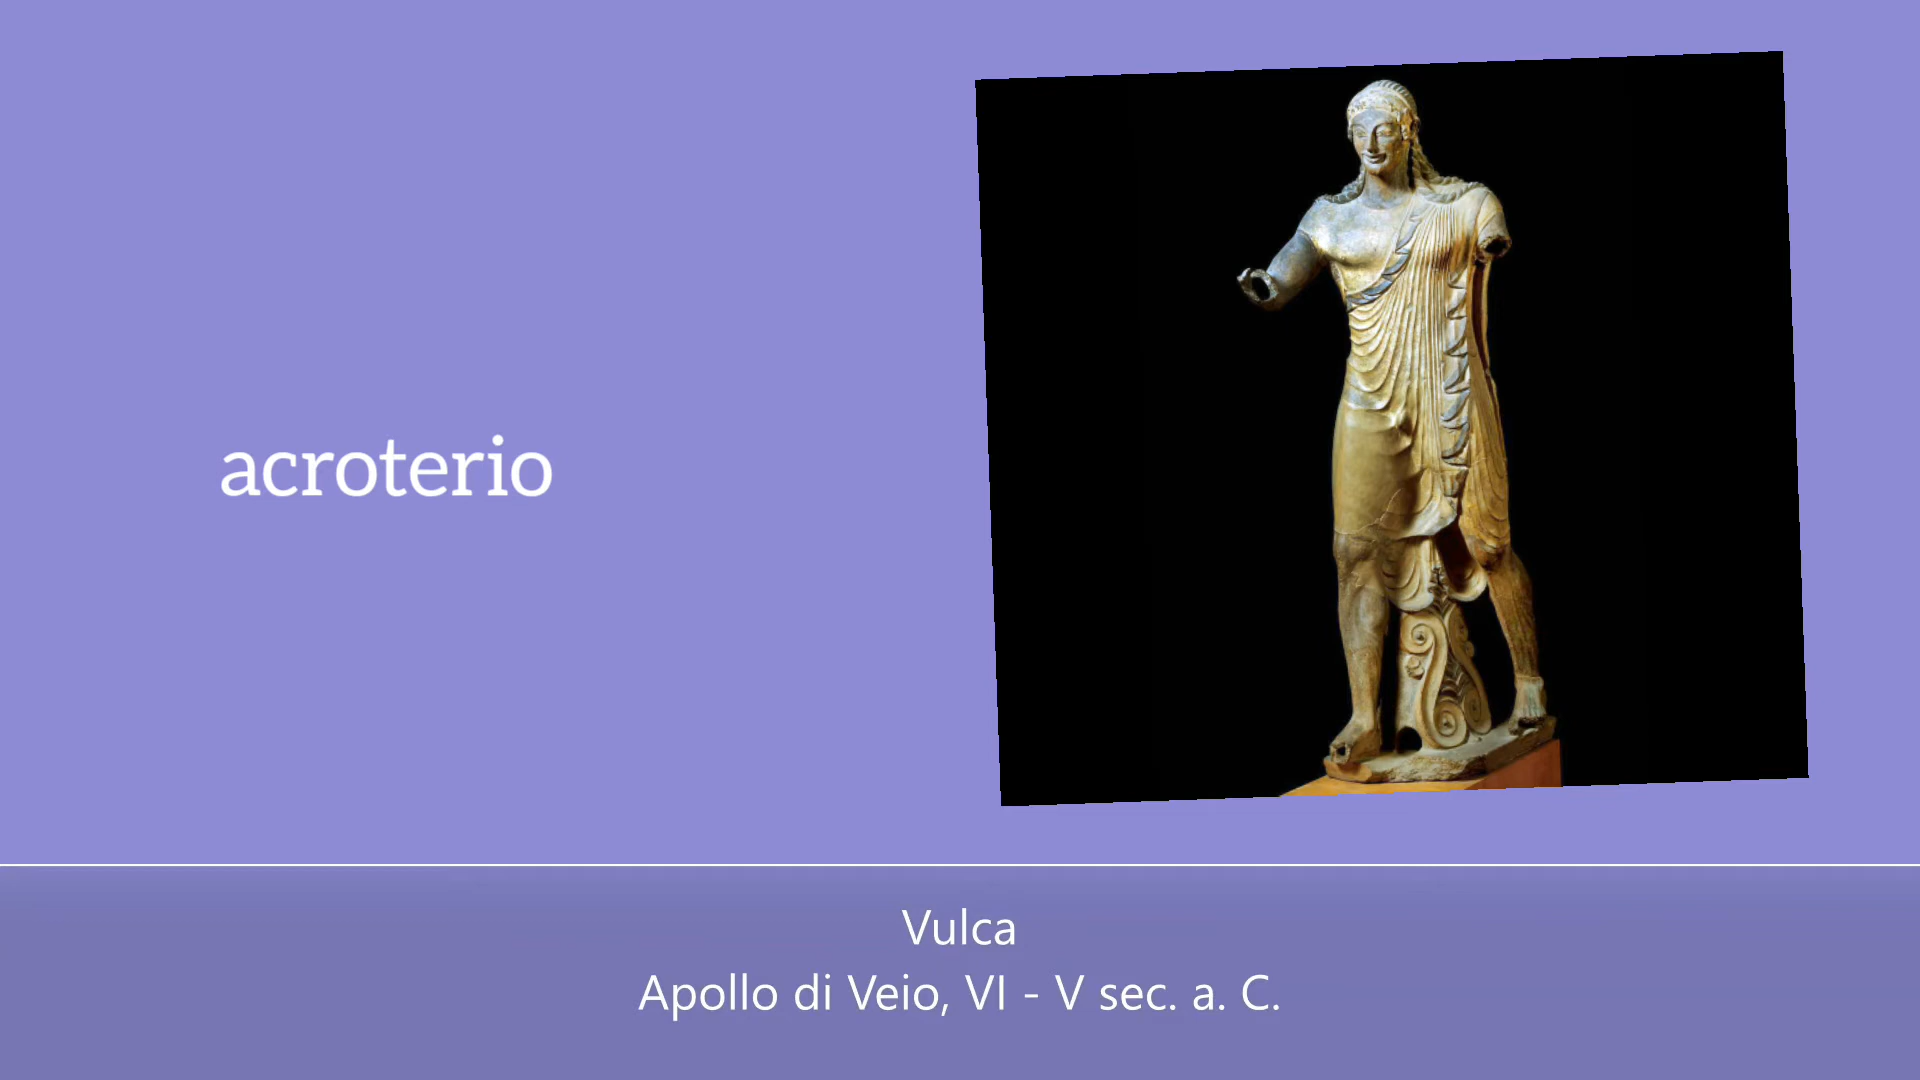 acroterio
Vulca
Apollo di Veio, VI - V sec. a. C.